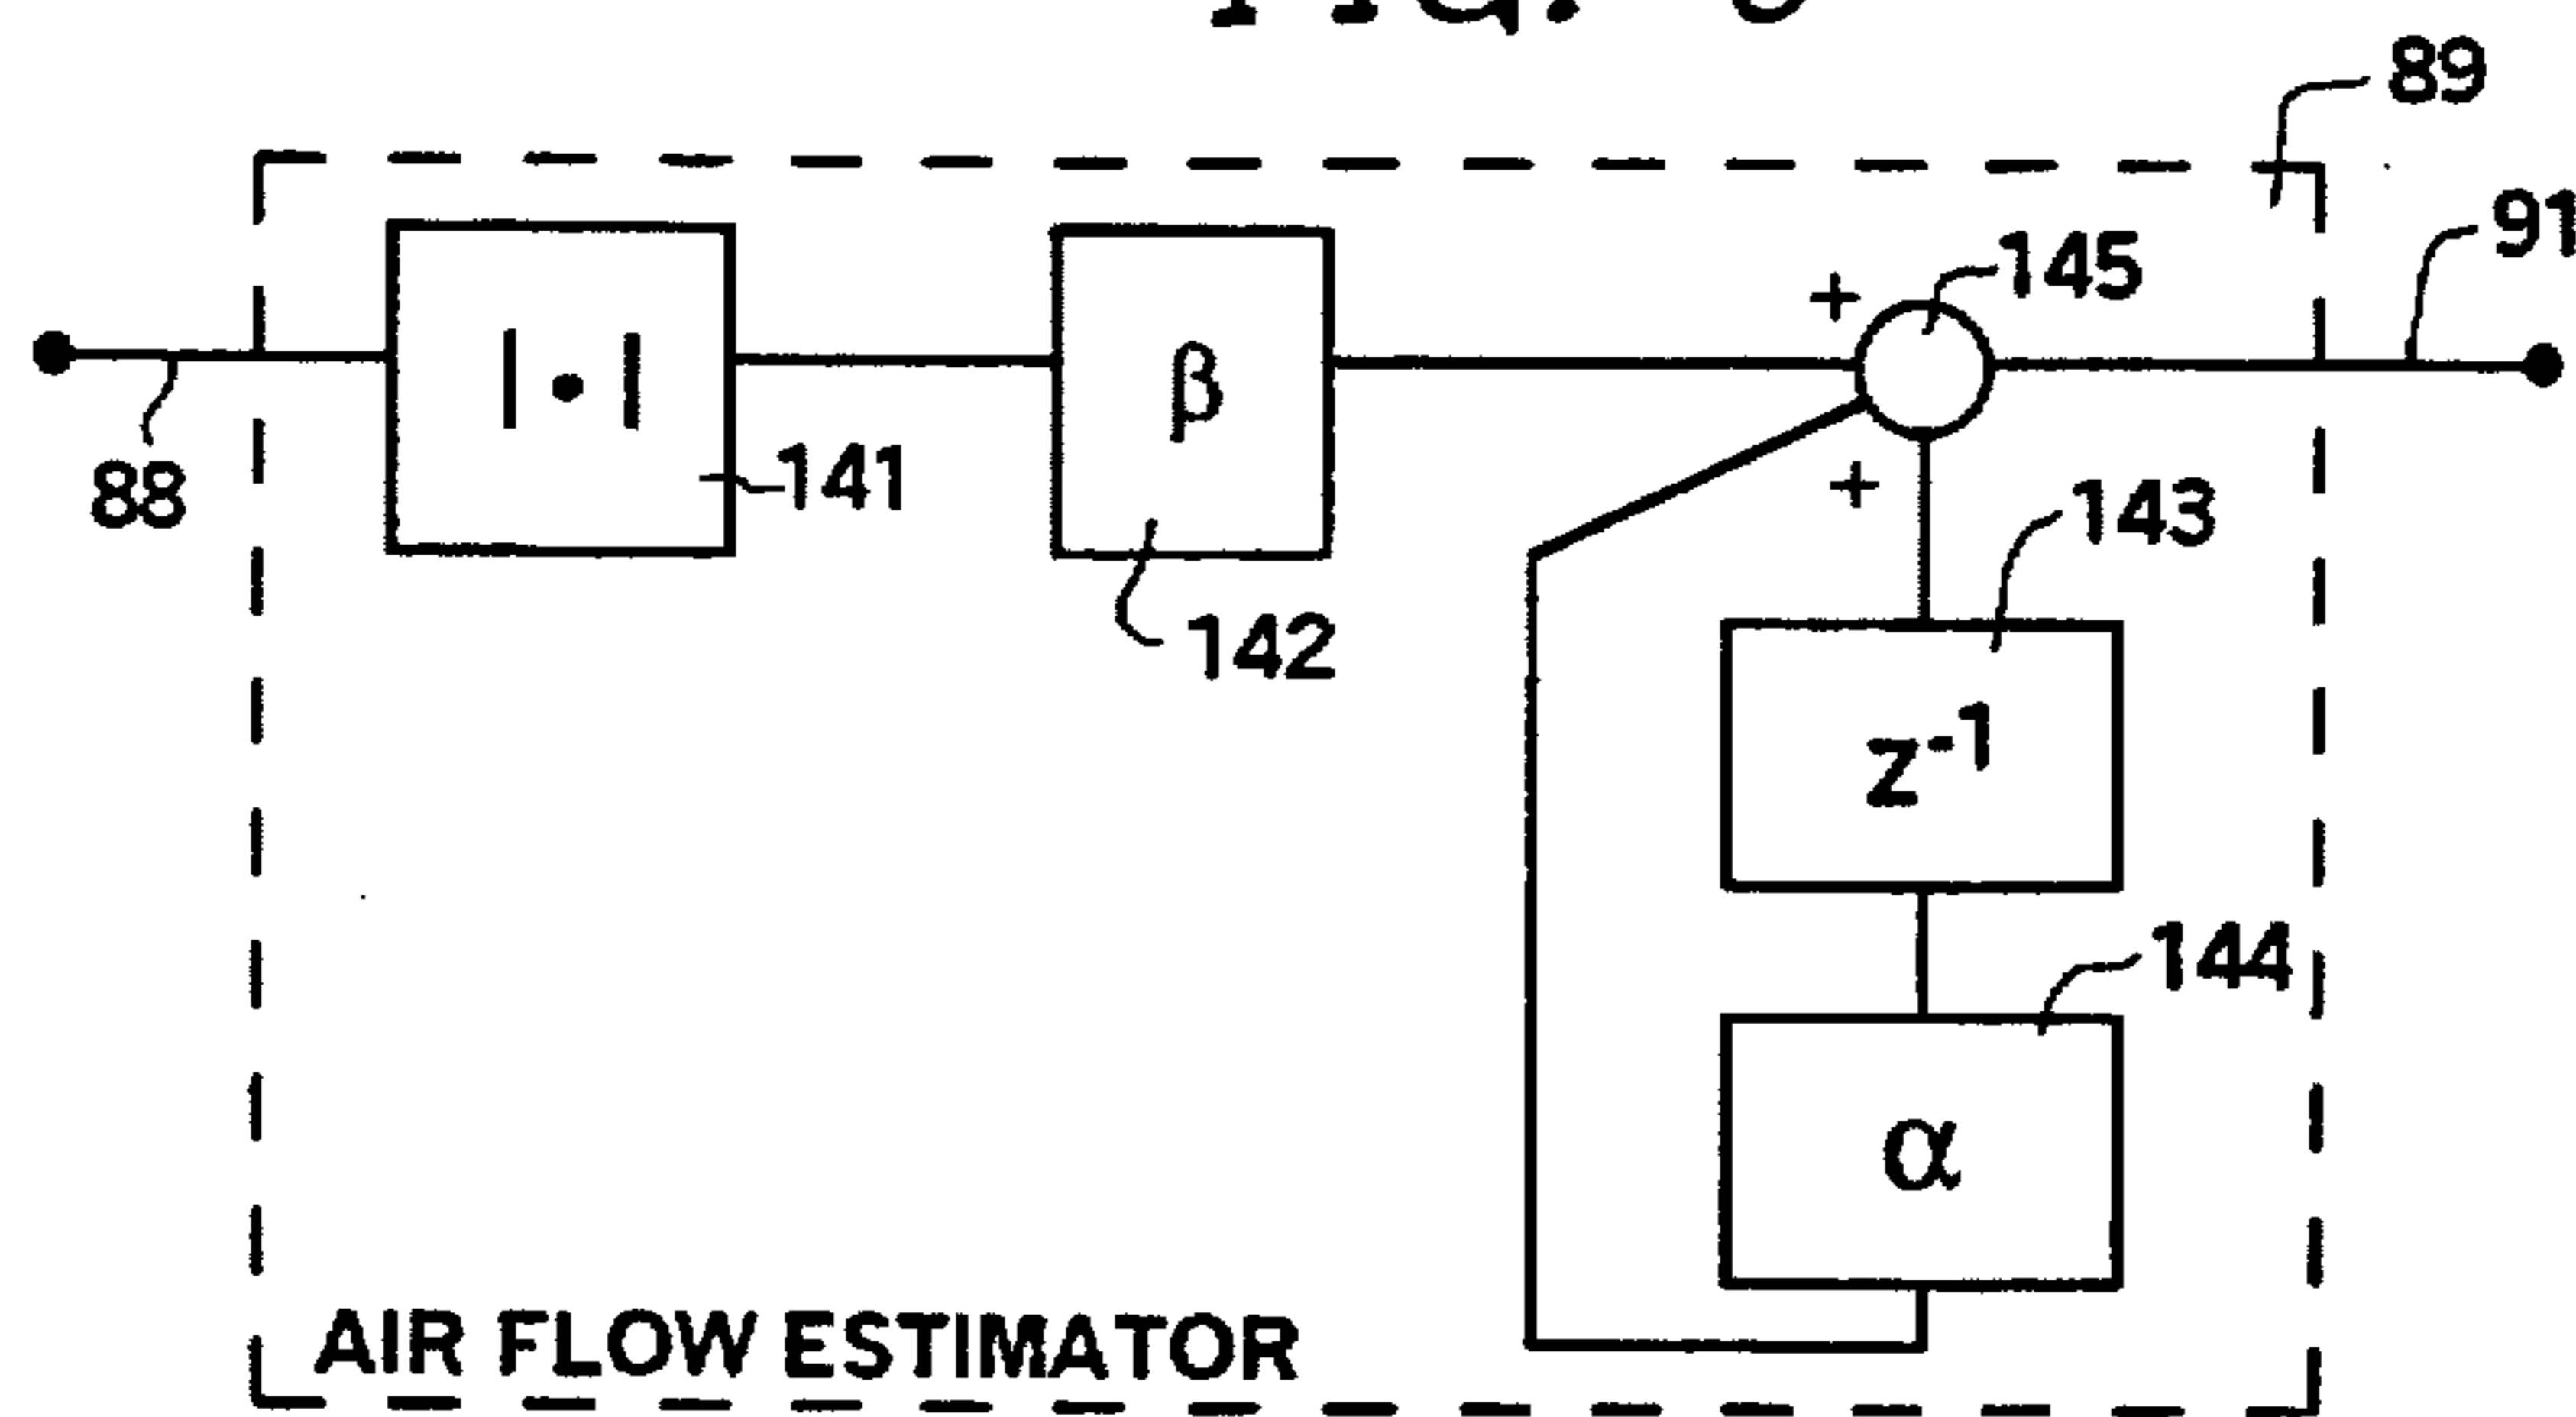 89
91
145
+
|•|
β
88
141
+
143
142
z⁻¹
144
α
AIR FLOW ESTIMATOR